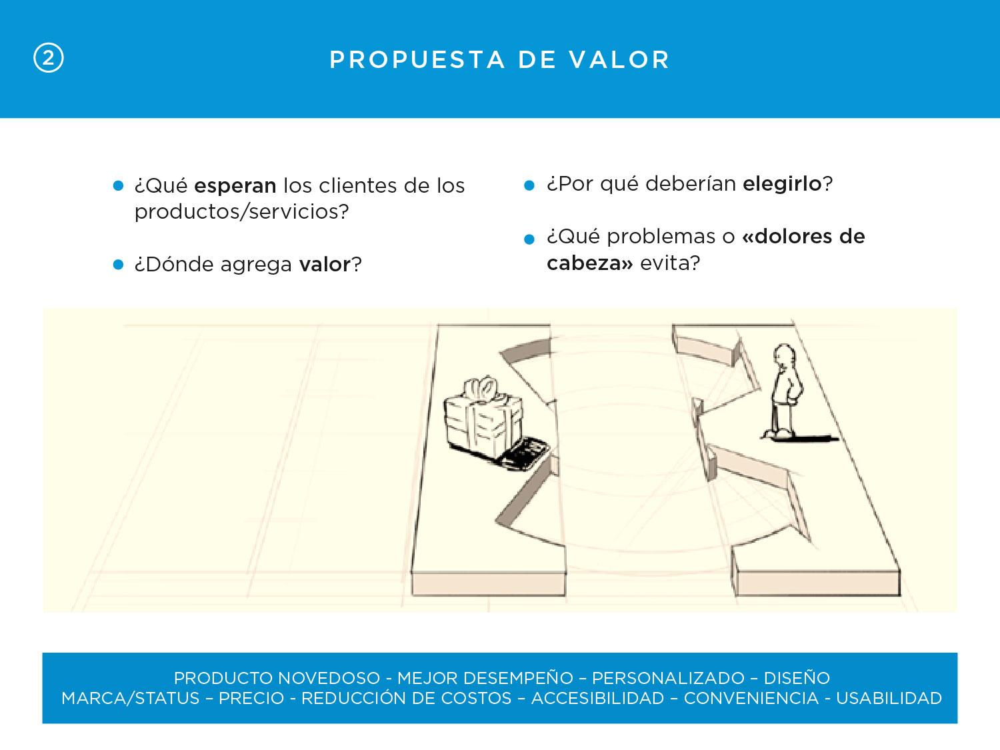 2
PROPUESTA DE VALOR
¿Qué esperan los clientes de los
productos/servicios?
¿Dónde agrega valor?
¿Por qué deberían elegirlo?
¿Qué problemas o «dolores de
cabeza» evita?
PRODUCTO NOVEDOSO - MEJOR DESEMPEÑO – PERSONALIZADO – DISEÑO
MARCA/STATUS – PRECIO - REDUCCIÓN DE COSTOS – ACCESIBILIDAD – CONVENIENCIA - USABILIDAD